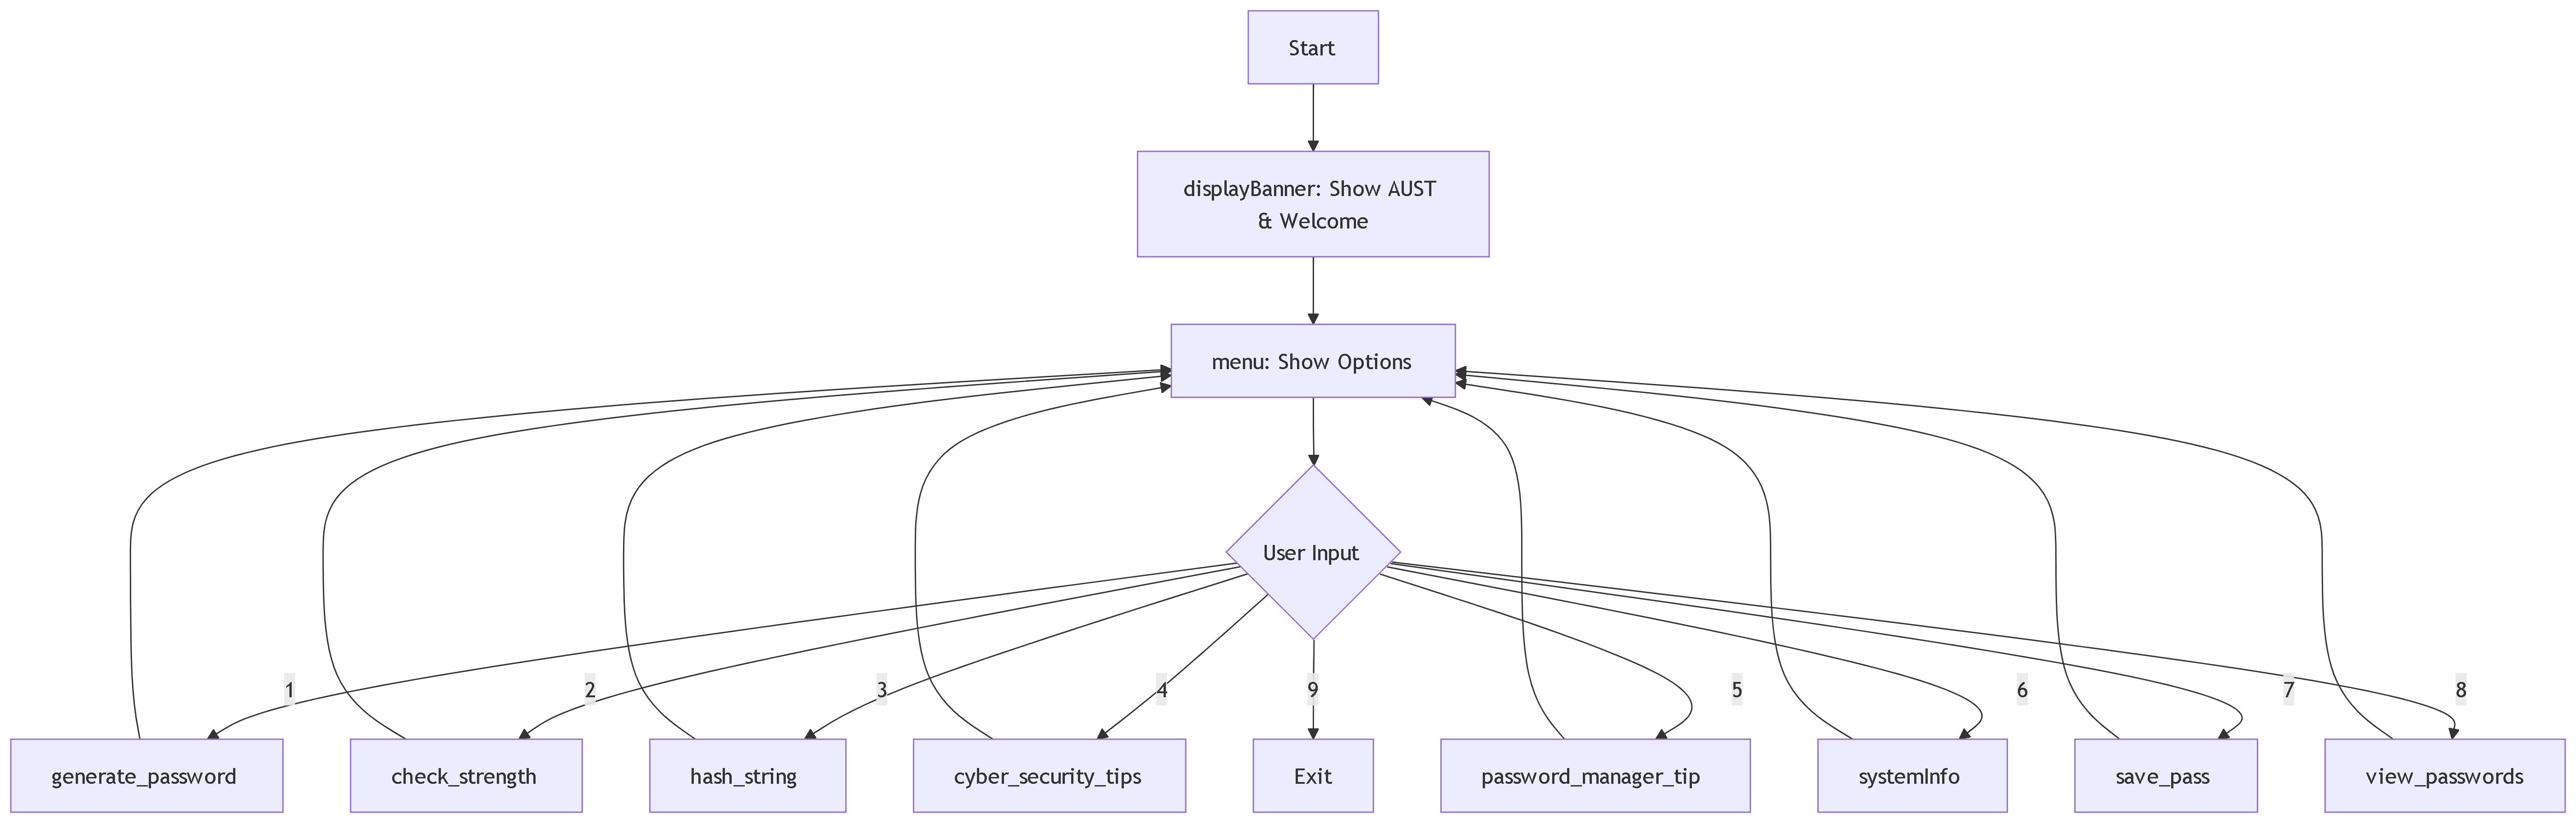 Start
displayBanner: Show AUST
& Welcome
menu: Show Options
User Input
1
2
3
4
9
5
6
7
8
generate_password
check_strength
hash_string
cyber_security_tips
Exit
password_manager_tip
systemInfo
save_pass
view_passwords